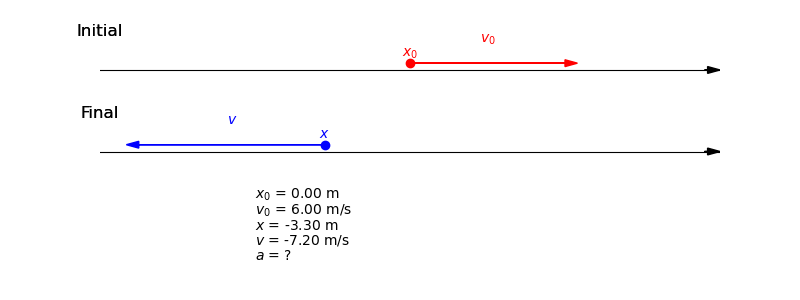 Initial
x₀
v₀
Final
v
x
x₀ = 0.00 m
v₀ = 6.00 m/s
x = -3.30 m
v = -7.20 m/s
a = ?